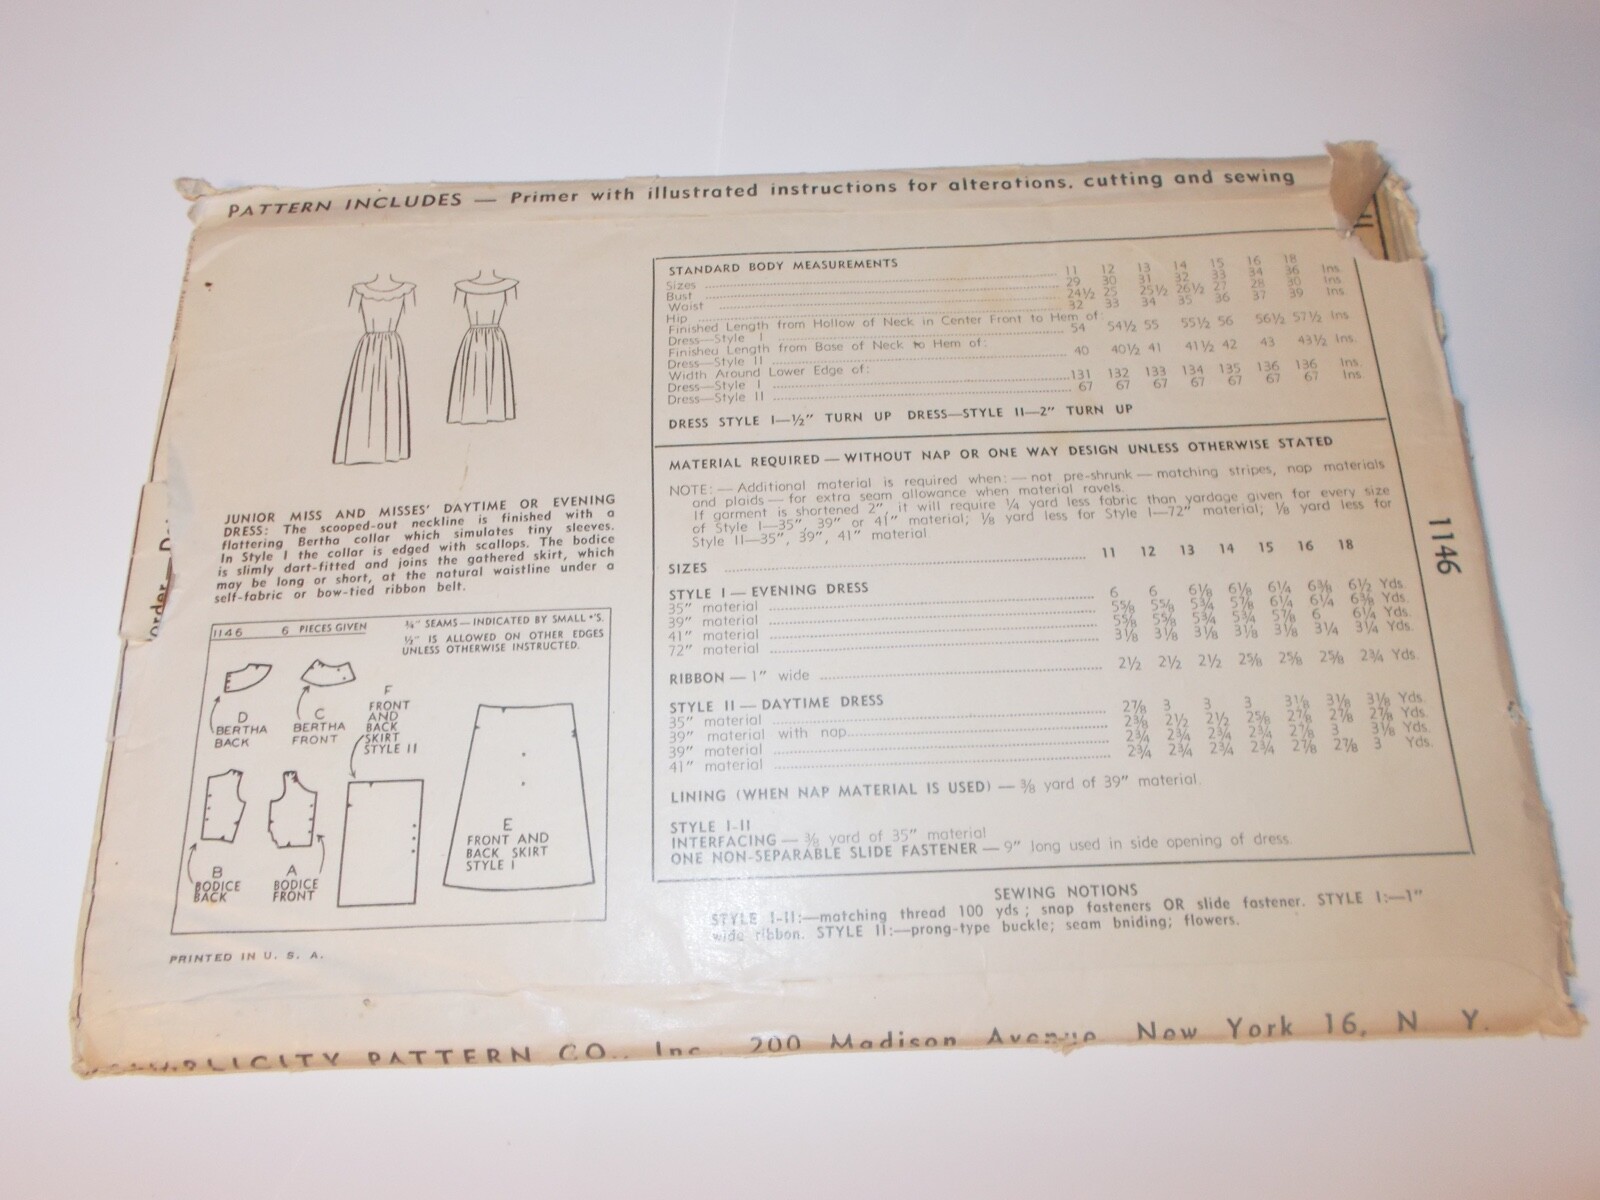 PATTERN INCLUDES — Primer with illustrated instructions for alterations, cutting and sewing
JUNIOR MISS AND MISSES' DAYTIME OR EVENING
DRESS: The scooped-out neckline is finished with a
flattering Bertha collar which simulates tiny sleeves.
In Style I the collar is edged with scallops. The bodice
is slimly dart-fitted and joins the gathered skirt, which
may be long or short, at the natural waistline under a
self-fabric or bow-tied ribbon belt.
1146 6 PIECES GIVEN
¾" SEAMS—INDICATED BY SMALL +'S.
½" IS ALLOWED ON OTHER EDGES
UNLESS OTHERWISE INSTRUCTED.
D
BERTHA
BACK
C
BERTHA
FRONT
F
FRONT
AND
BACK
SKIRT
STYLE II
B
BODICE
BACK
A
BODICE
FRONT
E
FRONT AND
BACK SKIRT
STYLE I
PRINTED IN U. S. A.
STANDARD BODY MEASUREMENTS
Sizes 11 12 13 14 15 16 18
Bust 29 30 31 32 33 34 36 Ins.
Waist 24½ 25 25½ 26½ 27 28 30 Ins
Hip 32 33 34 35 36 37 39 Ins.
Finished Length from Hollow of Neck in Center Front to Hem of:
Dress—Style I 54 54½ 55 55½ 56 56½ 57½ Ins
Finished Length from Base of Neck to Hem of:
Dress—Style II 40 40½ 41 41½ 42 43 43½ Ins.
Width Around Lower Edge of:
Dress—Style I 131 132 133 134 135 136 136 Ins.
Dress—Style II 67 67 67 67 67 67 67 Ins
DRESS STYLE I—½" TURN UP DRESS—STYLE II—2" TURN UP
MATERIAL REQUIRED — WITHOUT NAP OR ONE WAY DESIGN UNLESS OTHERWISE STATED
NOTE: — Additional material is required when: — not pre-shrunk — matching stripes, nap materials
and plaids — for extra seam allowance when material ravels.
If garment is shortened 2", it will require ¼ yard less fabric than yardage given for every size
of Style I—35", 39" or 41" material; ⅛ yard less for Style I—72" material; ⅛ yard less for
Style II—35", 39", 41" material
SIZES 11 12 13 14 15 16 18
STYLE I — EVENING DRESS
35" material 6 6 6⅛ 6⅛ 6¼ 6⅜ 6½ Yds.
39" material 5⅝ 5⅝ 5¾ 5⅞ 6¼ 6¼ 6⅜ Yds.
41" material 5⅝ 5⅝ 5¾ 5¾ 5⅞ 6 6¼ Yds.
72" material 3⅛ 3⅛ 3⅛ 3⅛ 3⅛ 3¼ 3¼ Yds.
RIBBON — 1" wide 2½ 2½ 2½ 2⅝ 2⅝ 2⅝ 2¾ Yds.
STYLE II — DAYTIME DRESS
35" material 2⅞ 3 3 3 3⅛ 3⅛ 3⅛ Yds.
39" material with nap 2⅜ 2½ 2½ 2⅝ 2⅞ 2⅞ 2⅞ Yds.
39" material 2¾ 2¾ 2¾ 2¾ 2⅞ 3 3⅛ Yds.
41" material 2¾ 2¾ 2¾ 2¾ 2⅞ 2⅞ 3 Yds.
LINING (WHEN NAP MATERIAL IS USED) — ⅜ yard of 39" material.
STYLE I-II
INTERFACING — ⅜ yard of 35" material
ONE NON-SEPARABLE SLIDE FASTENER — 9" long used in side opening of dress.
SEWING NOTIONS
STYLE I-II:—matching thread 100 yds; snap fasteners OR slide fastener. STYLE I:—1"
wide ribbon. STYLE II:—prong-type buckle; seam bniding; flowers.
1146
PATTERN CO., Inc. 200 Madison Avenue New York 16, N. Y.